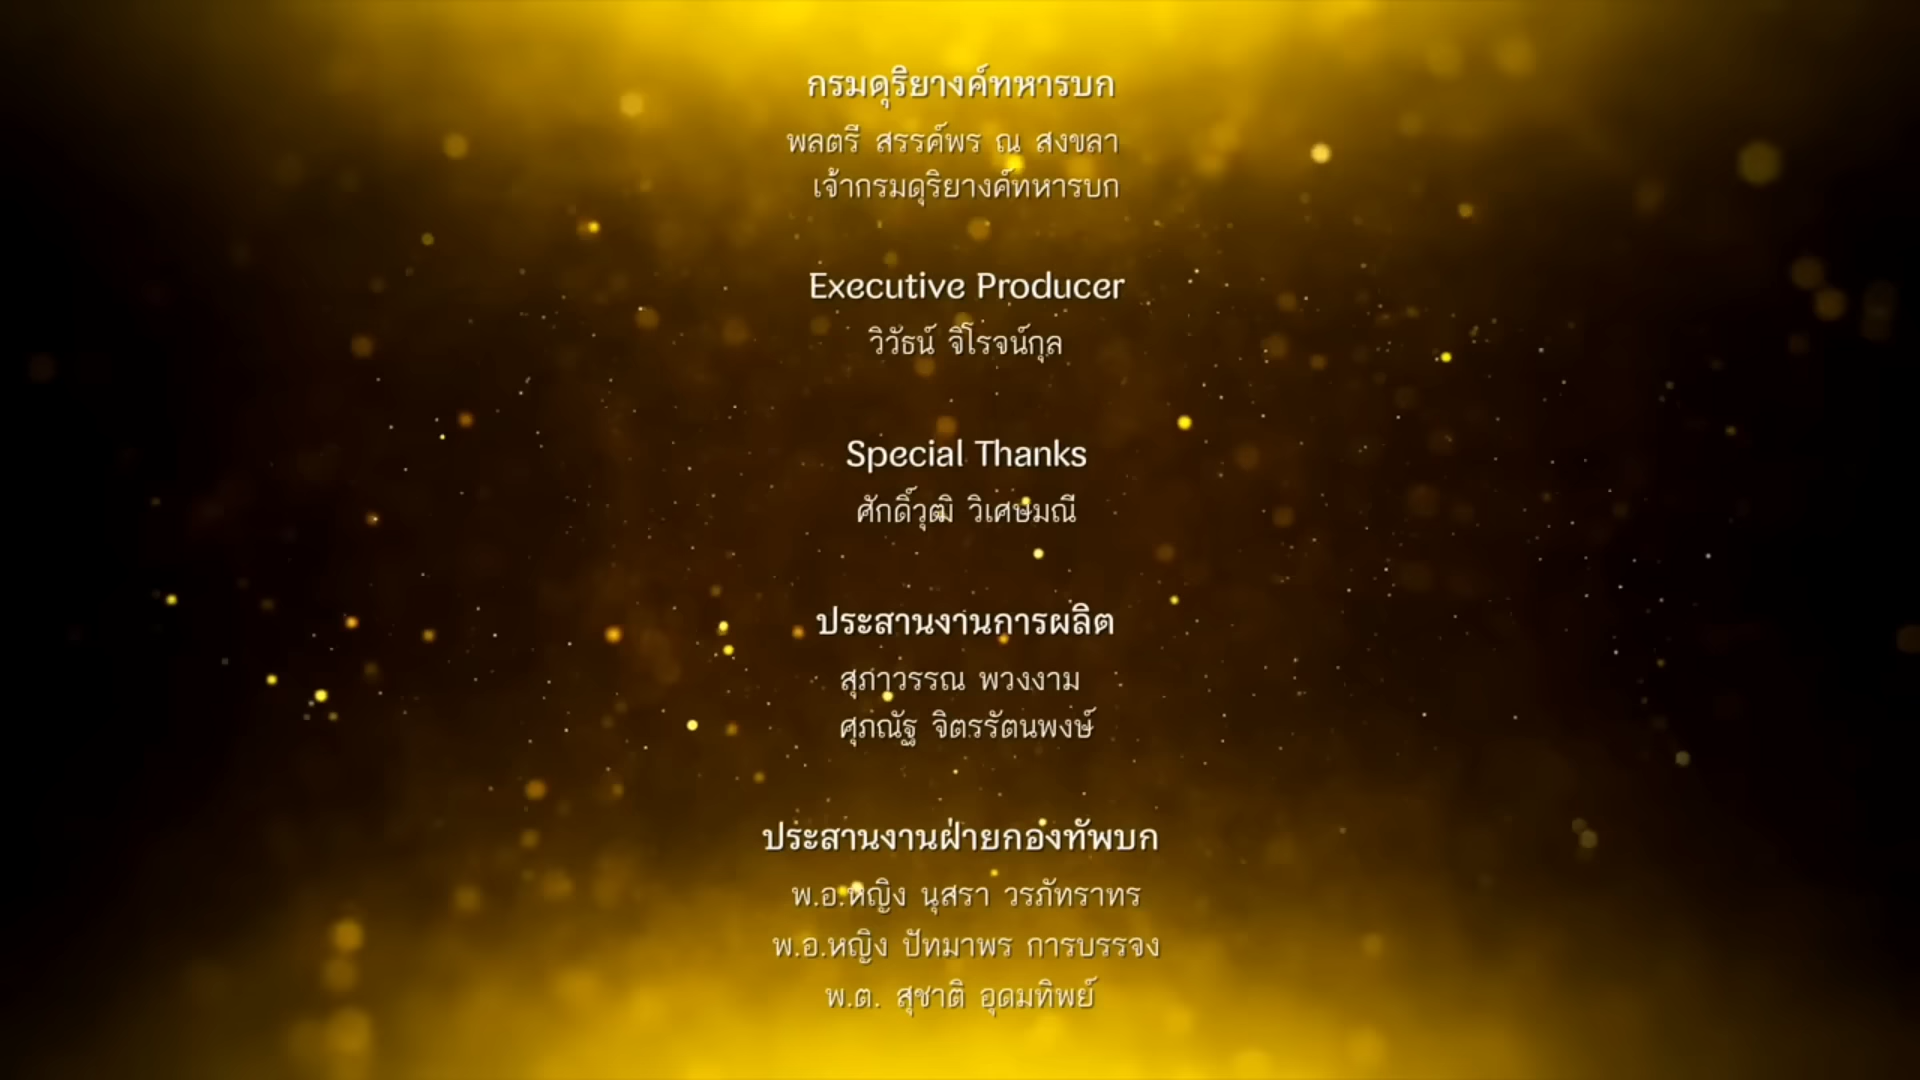 กรมดุริยางค์ทหารบก
พลตรี สรรค์พร ณ สงขลา
เจ้ากรมดุริยางค์ทหารบก
Executive Producer
วิวัธน์ จิโรจน์กุล
Special Thanks
ศักดิ์วุฒิ วิเศษมณี
ประสานงานการผลิต
สุภาวรรณ พวงงาม
ศุภณัฐ จิตรรัตนพงษ์
ประสานงานฝ่ายกองทัพบก
พ.อ.หญิง นุสรา วรภัทราทร
พ.อ.หญิง ปัทมาพร การบรรจง
พ.ต. สุชาติ อุดมทิพย์